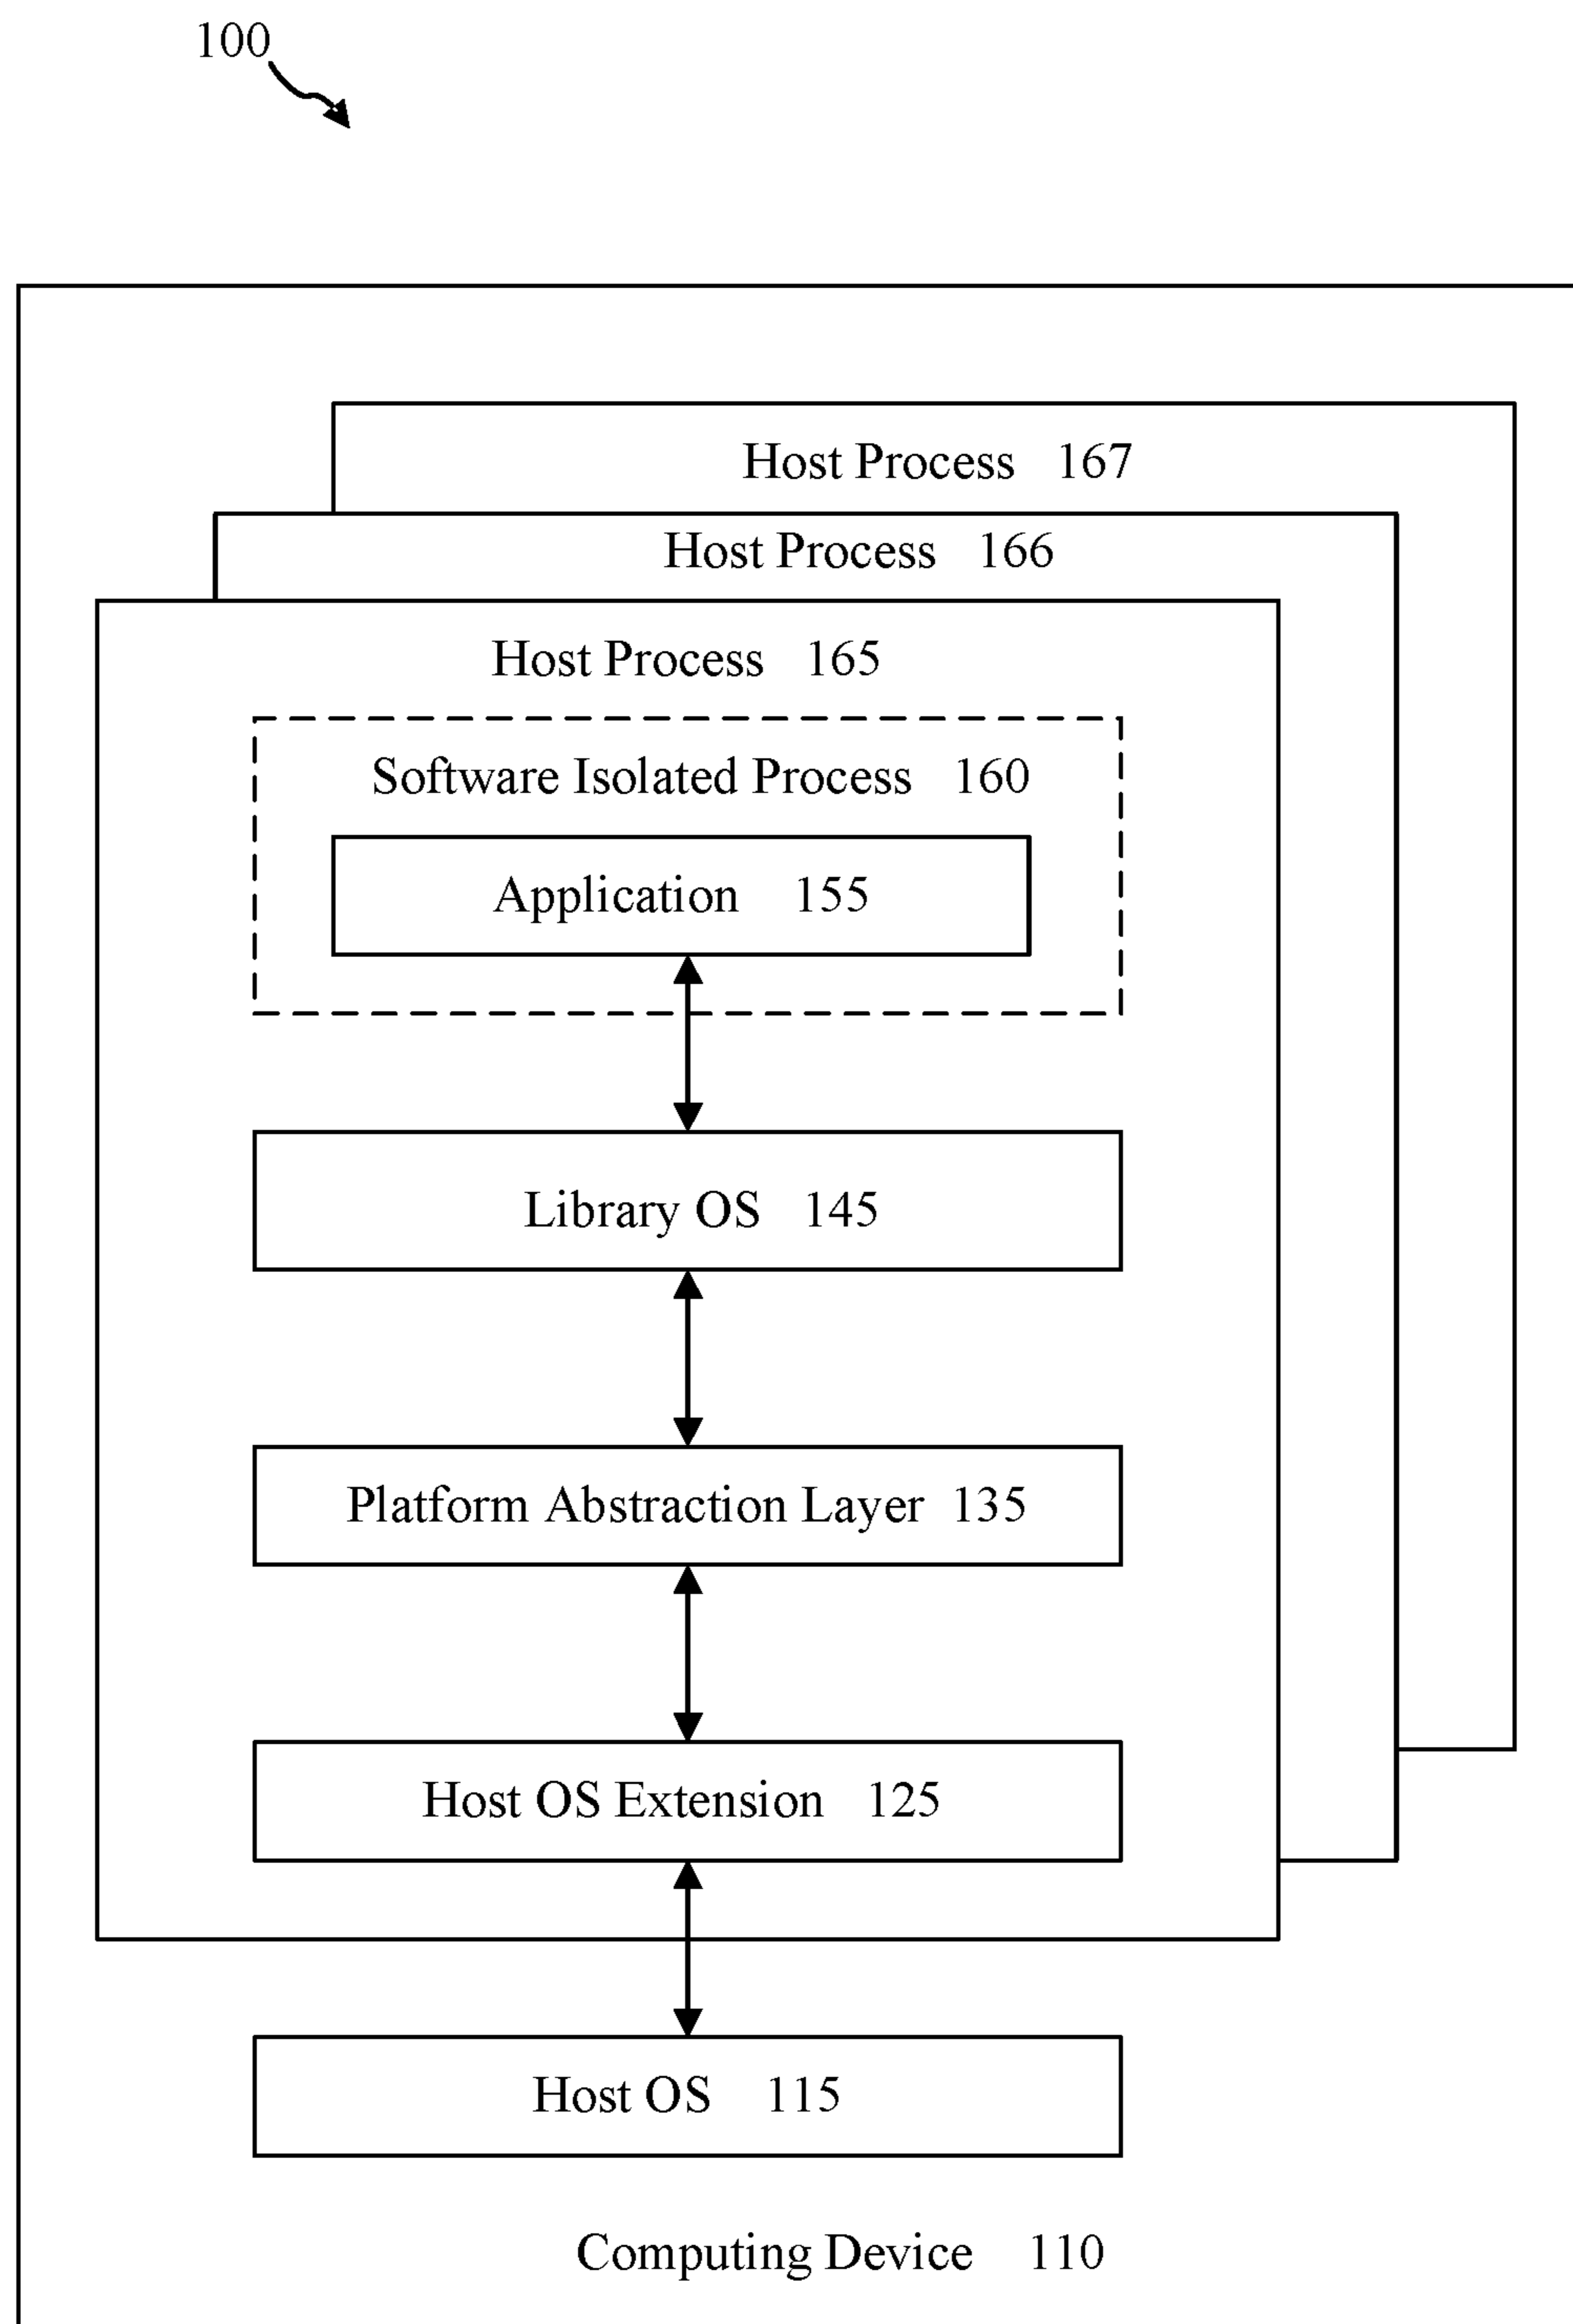 100
Host Process 167
Host Process 166
Host Process 165
Software Isolated Process 160
Application 155
Library OS 145
Platform Abstraction Layer 135
Host OS Extension 125
Host OS 115
Computing Device 110